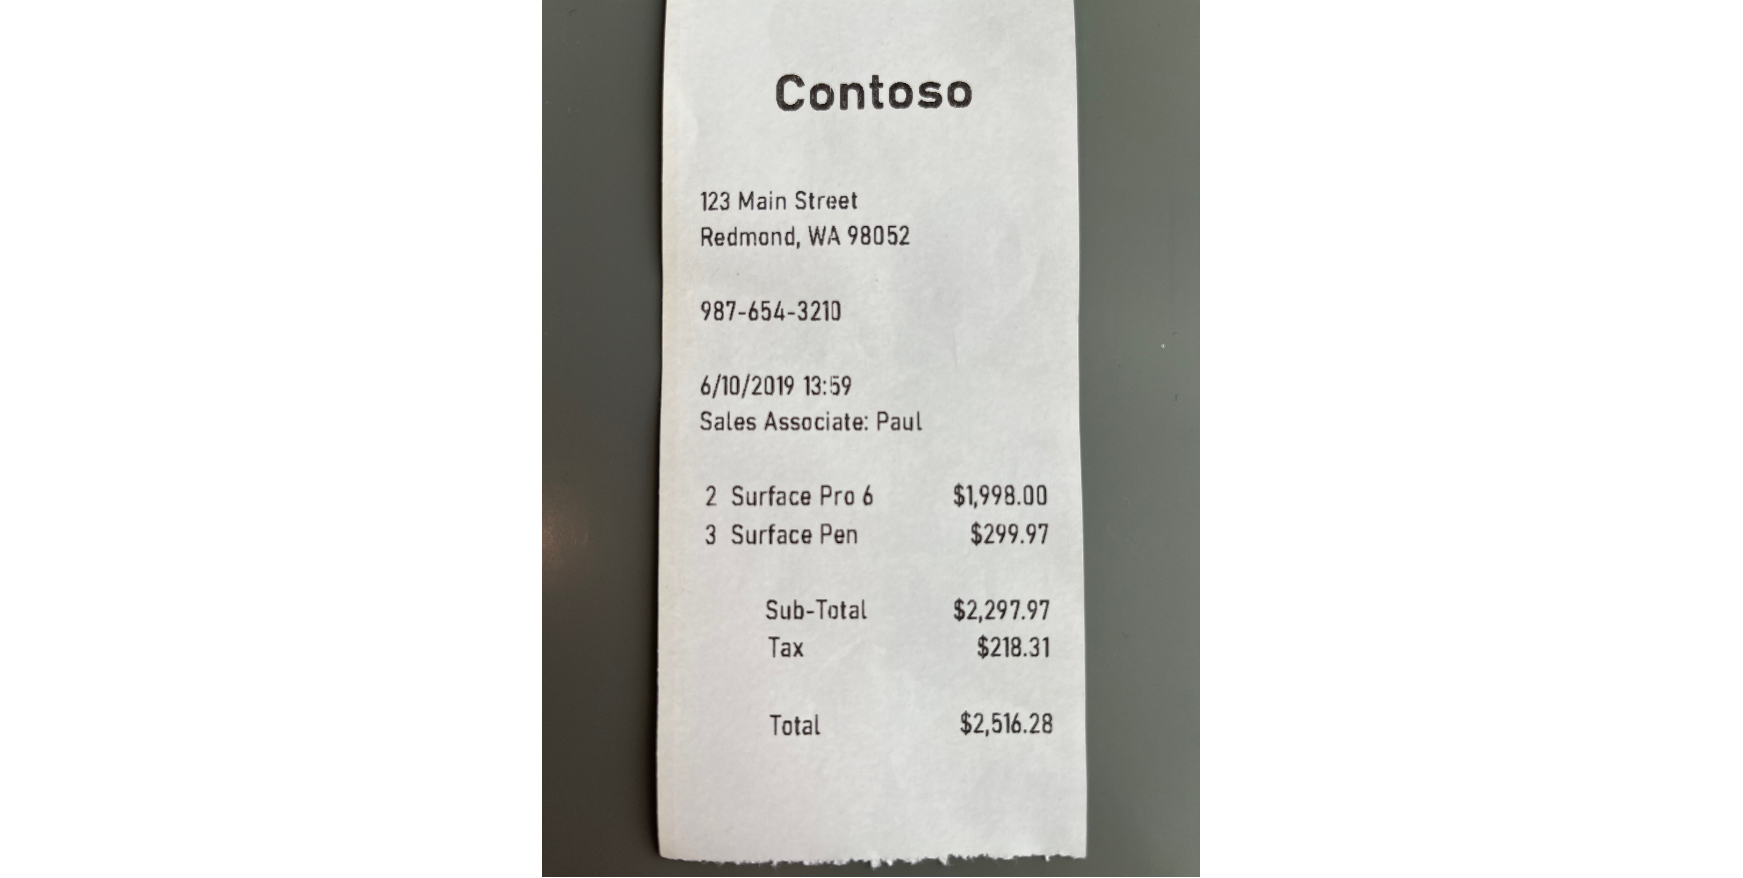 Contoso
123 Main Street
Redmond, WA 98052
987-654-3210
6/10/2019 13:59
Sales Associate: Paul
2 Surface Pro 6 $1,998.00
3 Surface Pen $299.97
Sub-Total $2,297.97
Tax $218.31
Total $2,516.28